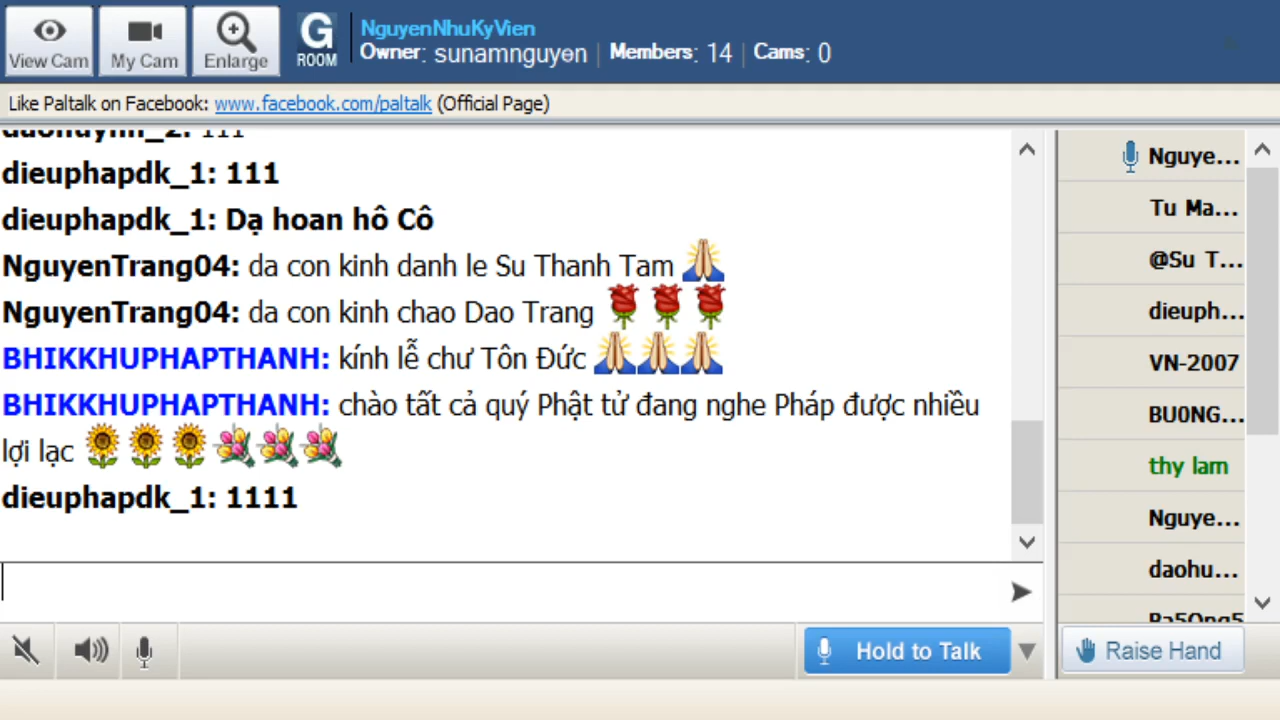 View Cam
My Cam
Enlarge
G
ROOM
NguyenNhuKyVien
Owner: sunamnguyen | Members: 14 | Cams: 0
Like Paltalk on Facebook: www.facebook.com/paltalk (Official Page)
daohuynh_2: 111
dieuphapdk_1: 111
dieuphapdk_1: Dạ hoan hô Cô
NguyenTrang04: da con kinh danh le Su Thanh Tam
NguyenTrang04: da con kinh chao Dao Trang
BHIKKHUPHAPTHANH: kính lễ chư Tôn Đức
BHIKKHUPHAPTHANH: chào tất cả quý Phật tử đang nghe Pháp được nhiều
lợi lạc
dieuphapdk_1: 1111
Nguye...
Tu Ma...
@Su T...
dieuph...
VN-2007
BU0NG...
thy lam
Nguye...
daohu...
Hold to Talk
Raise Hand